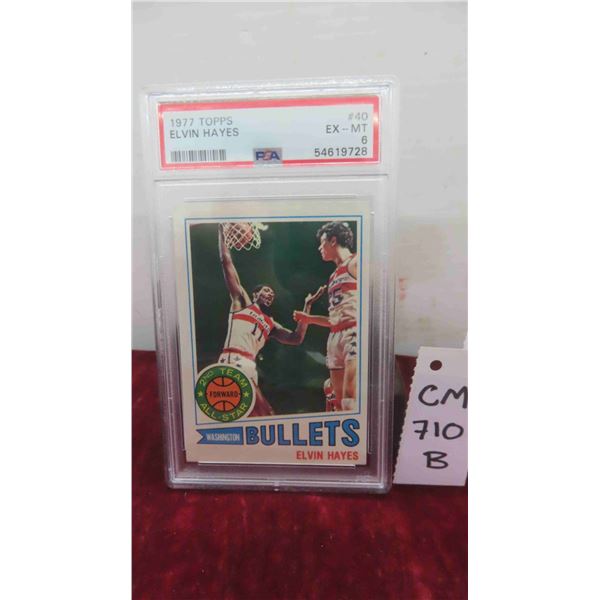 1977 TOPPS #40
ELVIN HAYES EX - MT
6
PSA 54619728
2ND TEAM
FORWARD
ALL-STAR
WASHINGTON BULLETS
ELVIN HAYES
CM
710
B